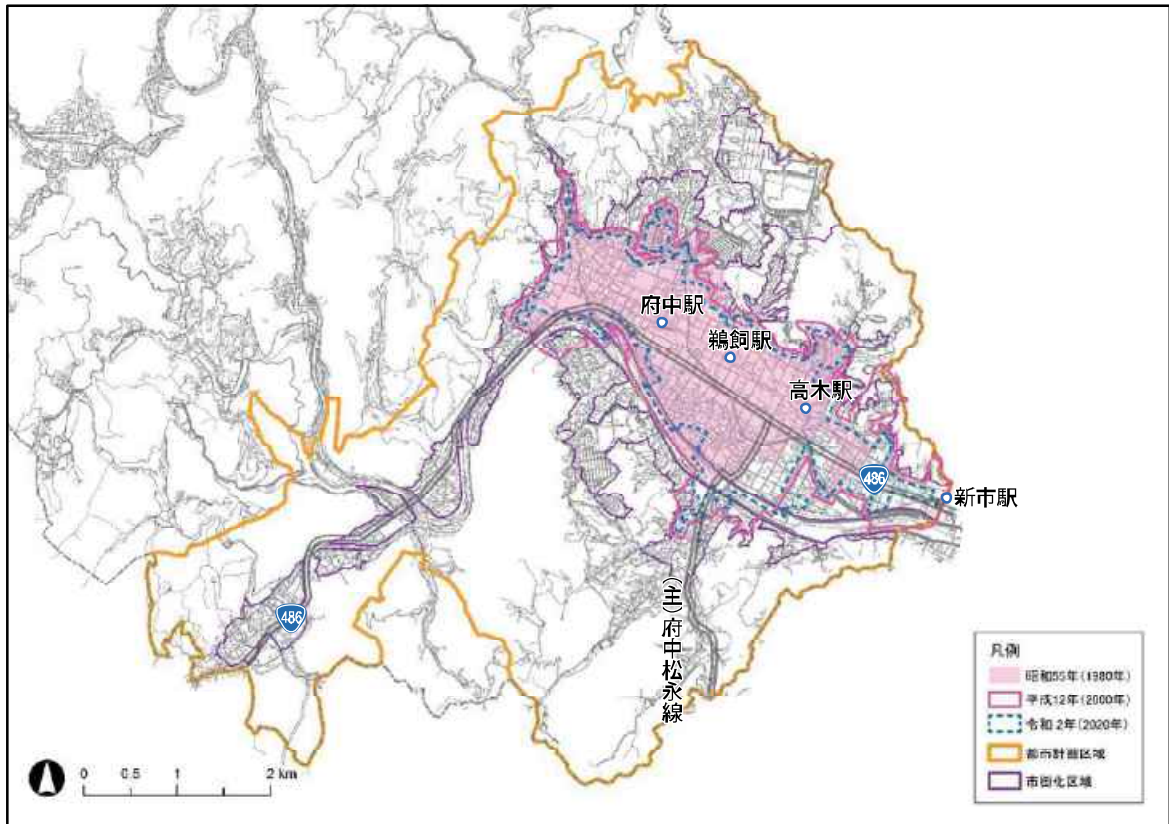 府中駅
鵜飼駅
高木駅
486
新市駅
486
(主)府中松永線
凡例
昭和55年(1980年)
平成12年(2000年)
令和2年(2020年)
都市計画区域
市街化区域
0 0.5 1 2 km